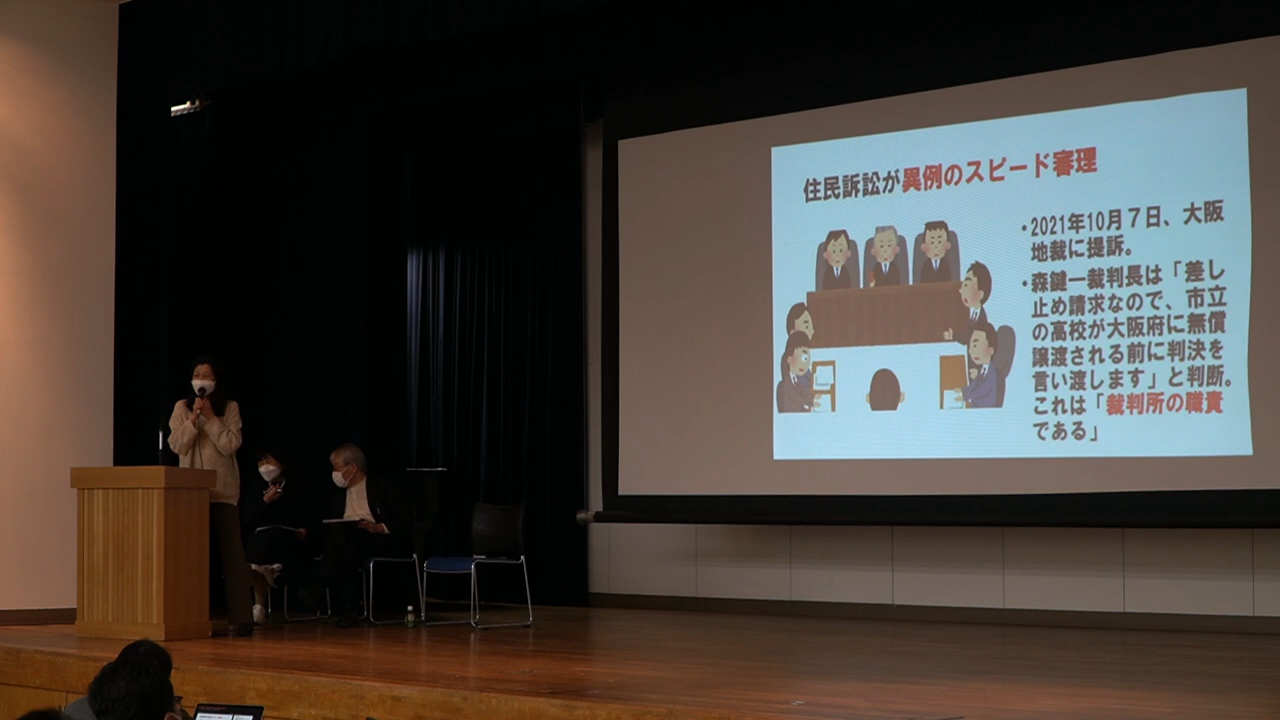 住民訴訟が異例のスピード審理
・2021年10月７日、大阪
地裁に提訴。
・森鍵一裁判長は「差し
止め請求なので、市立
の高校が大阪府に無償
譲渡される前に判決を
言い渡します」と判断。
これは「裁判所の職責
である」